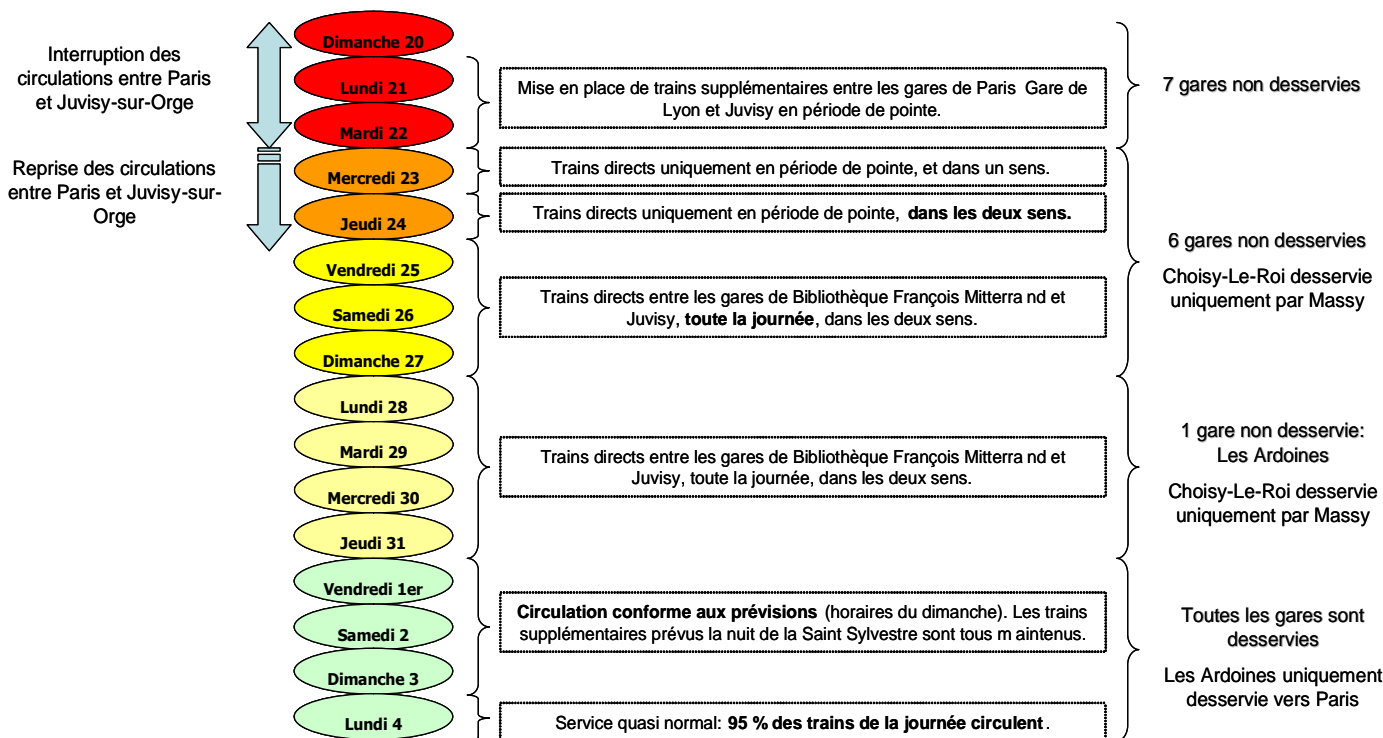 Interruption des
circulations entre Paris
et Juvisy-sur-Orge
Reprise des circulations
entre Paris et Juvisy-sur-
Orge
Dimanche 20
Lundi 21
Mardi 22
Mercredi 23
Jeudi 24
Vendredi 25
Samedi 26
Dimanche 27
Lundi 28
Mardi 29
Mercredi 30
Jeudi 31
Vendredi 1er
Samedi 2
Dimanche 3
Lundi 4
Mise en place de trains supplémentaires entre les gares de Paris Gare de
Lyon et Juvisy en période de pointe.
Trains directs uniquement en période de pointe, et dans un sens.
Trains directs uniquement en période de pointe, dans les deux sens.
Trains directs entre les gares de Bibliothèque François Mitterra nd et
Juvisy, toute la journée, dans les deux sens.
Trains directs entre les gares de Bibliothèque François Mitterra nd et
Juvisy, toute la journée, dans les deux sens.
Circulation conforme aux prévisions (horaires du dimanche). Les trains
supplémentaires prévus la nuit de la Saint Sylvestre sont tous m aintenus.
Service quasi normal: 95 % des trains de la journée circulent .
7 gares non desservies
6 gares non desservies
Choisy-Le-Roi desservie
uniquement par Massy
1 gare non desservie:
Les Ardoines
Choisy-Le-Roi desservie
uniquement par Massy
Toutes les gares sont
desservies
Les Ardoines uniquement
desservie vers Paris